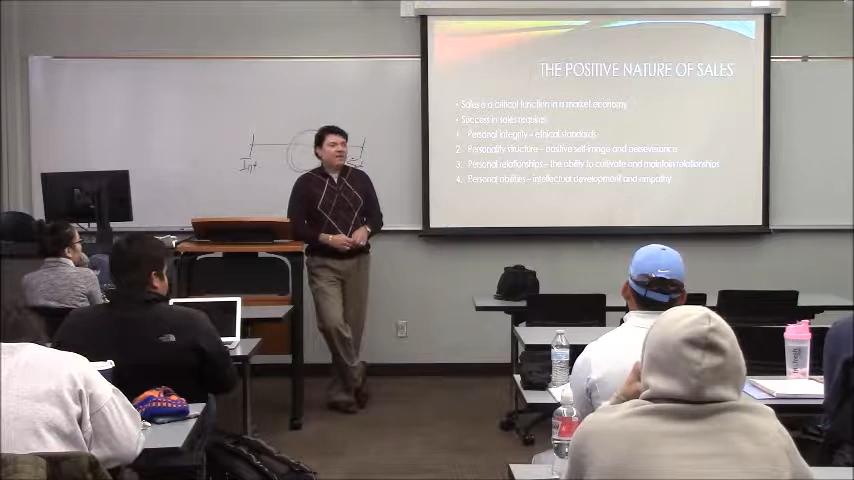 THE POSITIVE NATURE OF SALES
• Sales is a critical function in a market economy
• Success in sales requires
1. Personal integrity – ethical standards
2. Personality structure – positive self-image and perseverance
3. Personal relationships – the ability to cultivate and maintain relationships
4. Personal abilities – intellectual development and empathy
Int